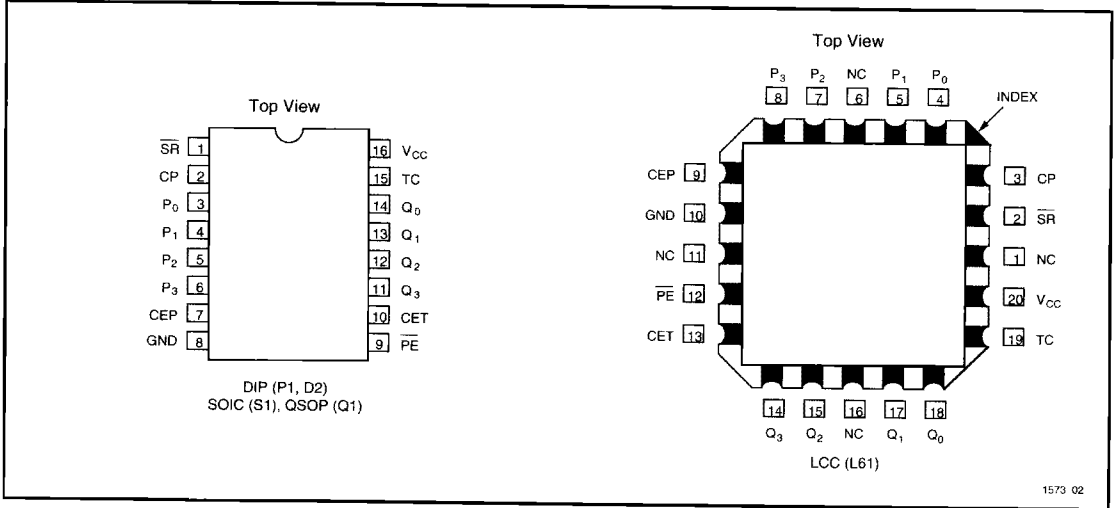 Top View
SR 1
CP 2
P0 3
P1 4
P2 5
P3 6
CEP 7
GND 8
16 VCC
15 TC
14 Q0
13 Q1
12 Q2
11 Q3
10 CET
9 PE
DIP (P1, D2)
SOIC (S1), QSOP (Q1)
Top View
P3 P2 NC P1 P0
8 7 6 5 4
INDEX
CEP 9
GND 10
NC 11
PE 12
CET 13
3 CP
2 SR
1 NC
20 VCC
19 TC
14 15 16 17 18
Q3 Q2 NC Q1 Q0
LCC (L61)
1573 02